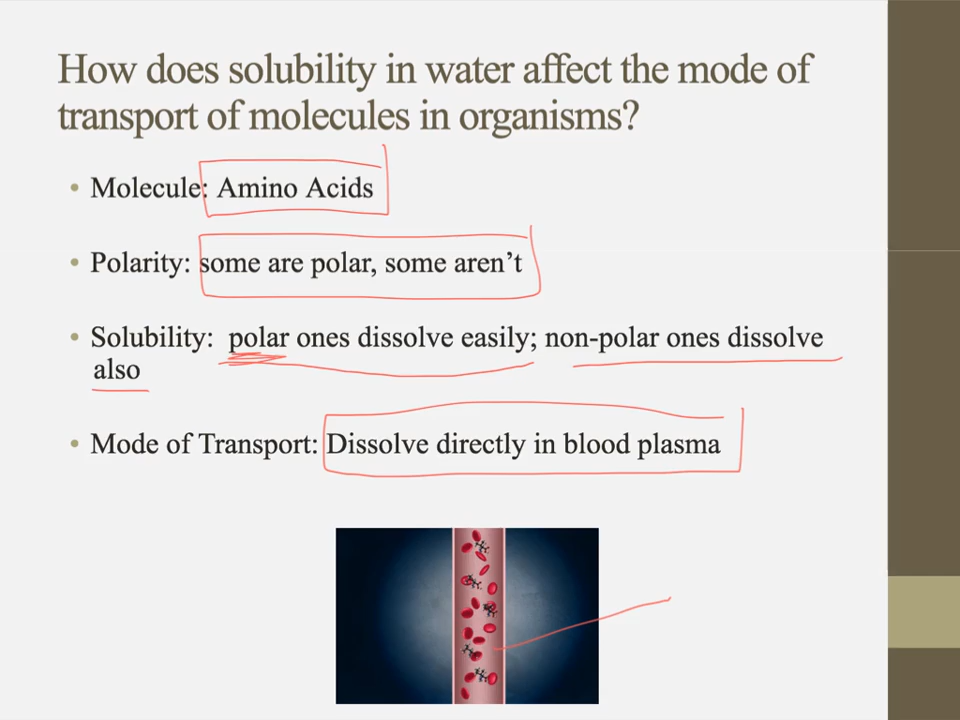 How does solubility in water affect the mode of
transport of molecules in organisms?
• Molecule: Amino Acids
• Polarity: some are polar, some aren’t
• Solubility: polar ones dissolve easily; non-polar ones dissolve
also
• Mode of Transport: Dissolve directly in blood plasma